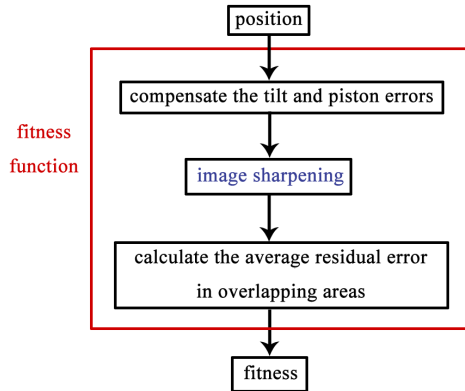 position
compensate the tilt and piston errors
fitness
function
image sharpening
calculate the average residual error
in overlapping areas
fitness